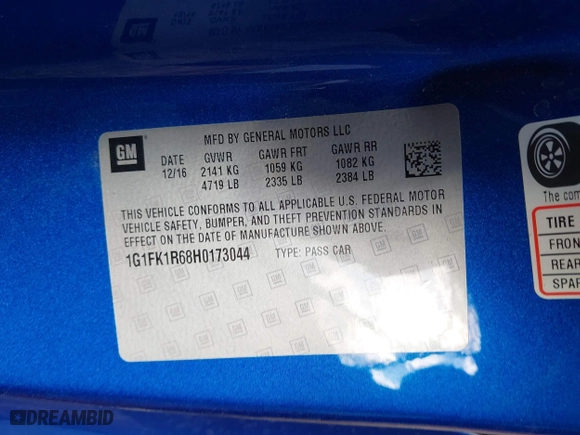 GM
MFD BY GENERAL MOTORS LLC
DATE GVWR GAWR FRT GAWR RR
12/16 2141 KG 1059 KG 1082 KG
4719 LB 2335 LB 2384 LB
THIS VEHICLE CONFORMS TO ALL APPLICABLE U.S. FEDERAL MOTOR
VEHICLE SAFETY, BUMPER, AND THEFT PREVENTION STANDARDS IN
EFFECT ON THE DATE OF MANUFACTURE SHOWN ABOVE.
1G1FK1R68H0173044 TYPE: PASS CAR
The com
TIRE
FRON
REAR
SPAR
DREAMBID